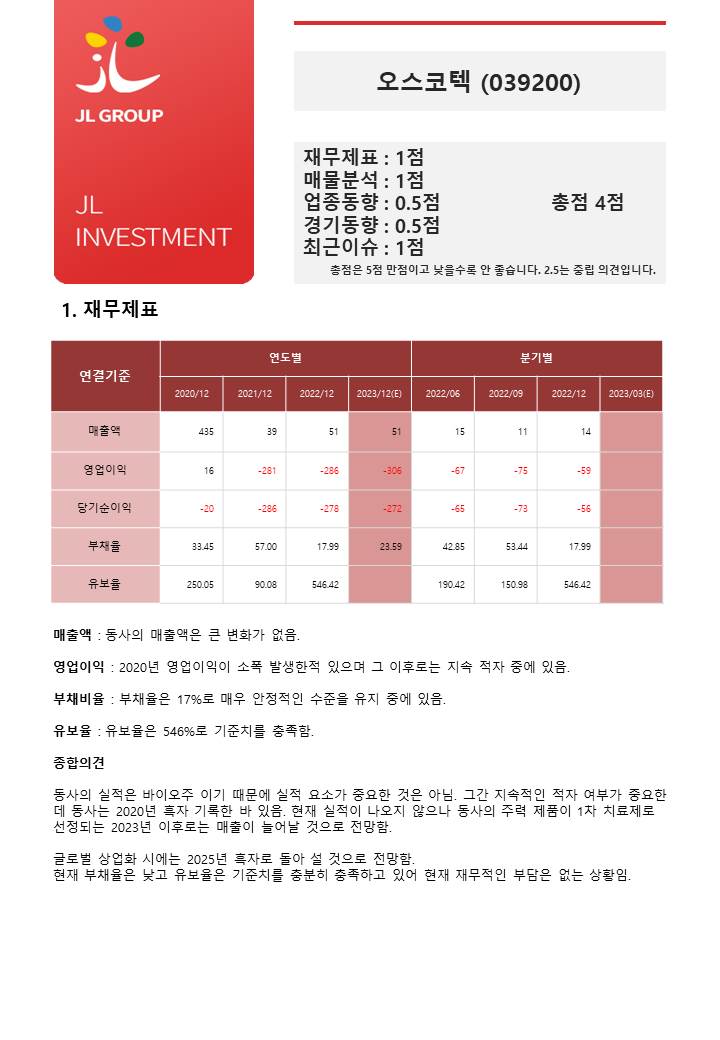 JL GROUP
JL
INVESTMENT
오스코텍 (039200)
재무제표 : 1점
매물분석 : 1점
업종동향 : 0.5점 총점 4점
경기동향 : 0.5점
최근이슈 : 1점
총점은 5점 만점이고 낮을수록 안 좋습니다. 2.5는 중립 의견입니다.
1. 재무제표
연결기준 연도별 분기별
2020/12 2021/12 2022/12 2023/12(E) 2022/06 2022/09 2022/12 2023/03(E)
매출액 435 39 51 51 15 11 14
영업이익 16 -281 -286 -306 -67 -75 -59
당기순이익 -20 -286 -278 -272 -65 -73 -56
부채율 33.45 57.00 17.99 23.59 42.85 53.44 17.99
유보율 250.05 90.08 546.42 190.42 150.98 546.42
매출액 : 동사의 매출액은 큰 변화가 없음.
영업이익 : 2020년 영업이익이 소폭 발생한적 있으며 그 이후로는 지속 적자 중에 있음.
부채비율 : 부채율은 17%로 매우 안정적인 수준을 유지 중에 있음.
유보율 : 유보율은 546%로 기준치를 충족함.
종합의견
동사의 실적은 바이오주 이기 때문에 실적 요소가 중요한 것은 아님. 그간 지속적인 적자 여부가 중요한
데 동사는 2020년 흑자 기록한 바 있음. 현재 실적이 나오지 않으나 동사의 주력 제품이 1차 치료제로
선정되는 2023년 이후로는 매출이 늘어날 것으로 전망함.
글로벌 상업화 시에는 2025년 흑자로 돌아 설 것으로 전망함.
현재 부채율은 낮고 유보율은 기준치를 충분히 충족하고 있어 현재 재무적인 부담은 없는 상황임.